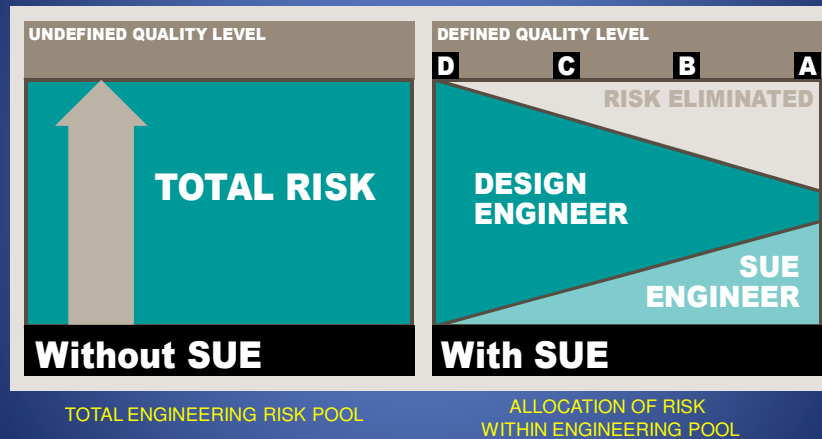 UNDEFINED QUALITY LEVEL
TOTAL RISK
Without SUE
TOTAL ENGINEERING RISK POOL
DEFINED QUALITY LEVEL
D C B A
RISK ELIMINATED
DESIGN
ENGINEER
SUE
ENGINEER
With SUE
ALLOCATION OF RISK
WITHIN ENGINEERING POOL